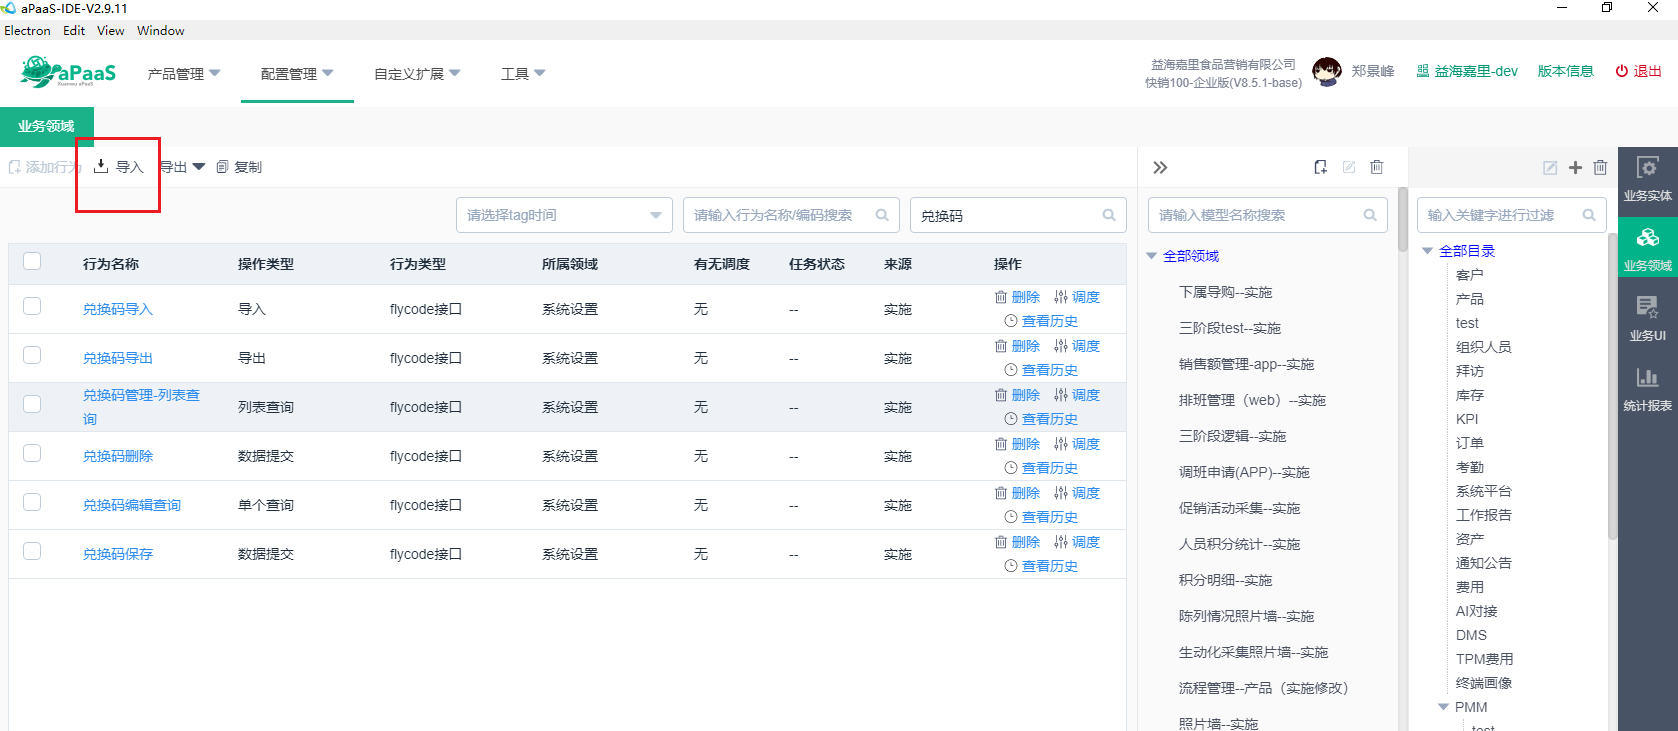 aPaaS-IDE-V2.9.11
Electron Edit View Window
aPaaS
Xuanwu aPaaS
产品管理 配置管理 自定义扩展 工具
益海嘉里食品营销有限公司
快销100-企业版(V8.5.1-base)
郑景峰 益海嘉里-dev 版本信息 退出
业务领域
添加行为 导入 导出 复制
请选择tag时间 请输入行为名称/编码搜索 兑换码
行为名称 操作类型 行为类型 所属领域 有无调度 任务状态 来源 操作
兑换码导入 导入 flycode接口 系统设置 无 -- 实施 删除 调度
查看历史
兑换码导出 导出 flycode接口 系统设置 无 -- 实施 删除 调度
查看历史
兑换码管理-列表查询 列表查询 flycode接口 系统设置 无 -- 实施 删除 调度
查看历史
兑换码删除 数据提交 flycode接口 系统设置 无 -- 实施 删除 调度
查看历史
兑换码编辑查询 单个查询 flycode接口 系统设置 无 -- 实施 删除 调度
查看历史
兑换码保存 数据提交 flycode接口 系统设置 无 -- 实施 删除 调度
查看历史
请输入模型名称搜索
全部领域
下属导购--实施
三阶段test--实施
销售额管理-app--实施
排班管理（web）--实施
三阶段逻辑--实施
调班申请(APP)--实施
促销活动采集--实施
人员积分统计--实施
积分明细--实施
陈列情况照片墙--实施
生动化采集照片墙--实施
流程管理--产品（实施修改）
照片墙--实施
输入关键字进行过滤
全部目录
客户
产品
test
组织人员
拜访
库存
KPI
订单
考勤
系统平台
工作报告
资产
通知公告
费用
AI对接
DMS
TPM费用
终端画像
PMM
test
业务实体
业务领域
业务UI
统计报表